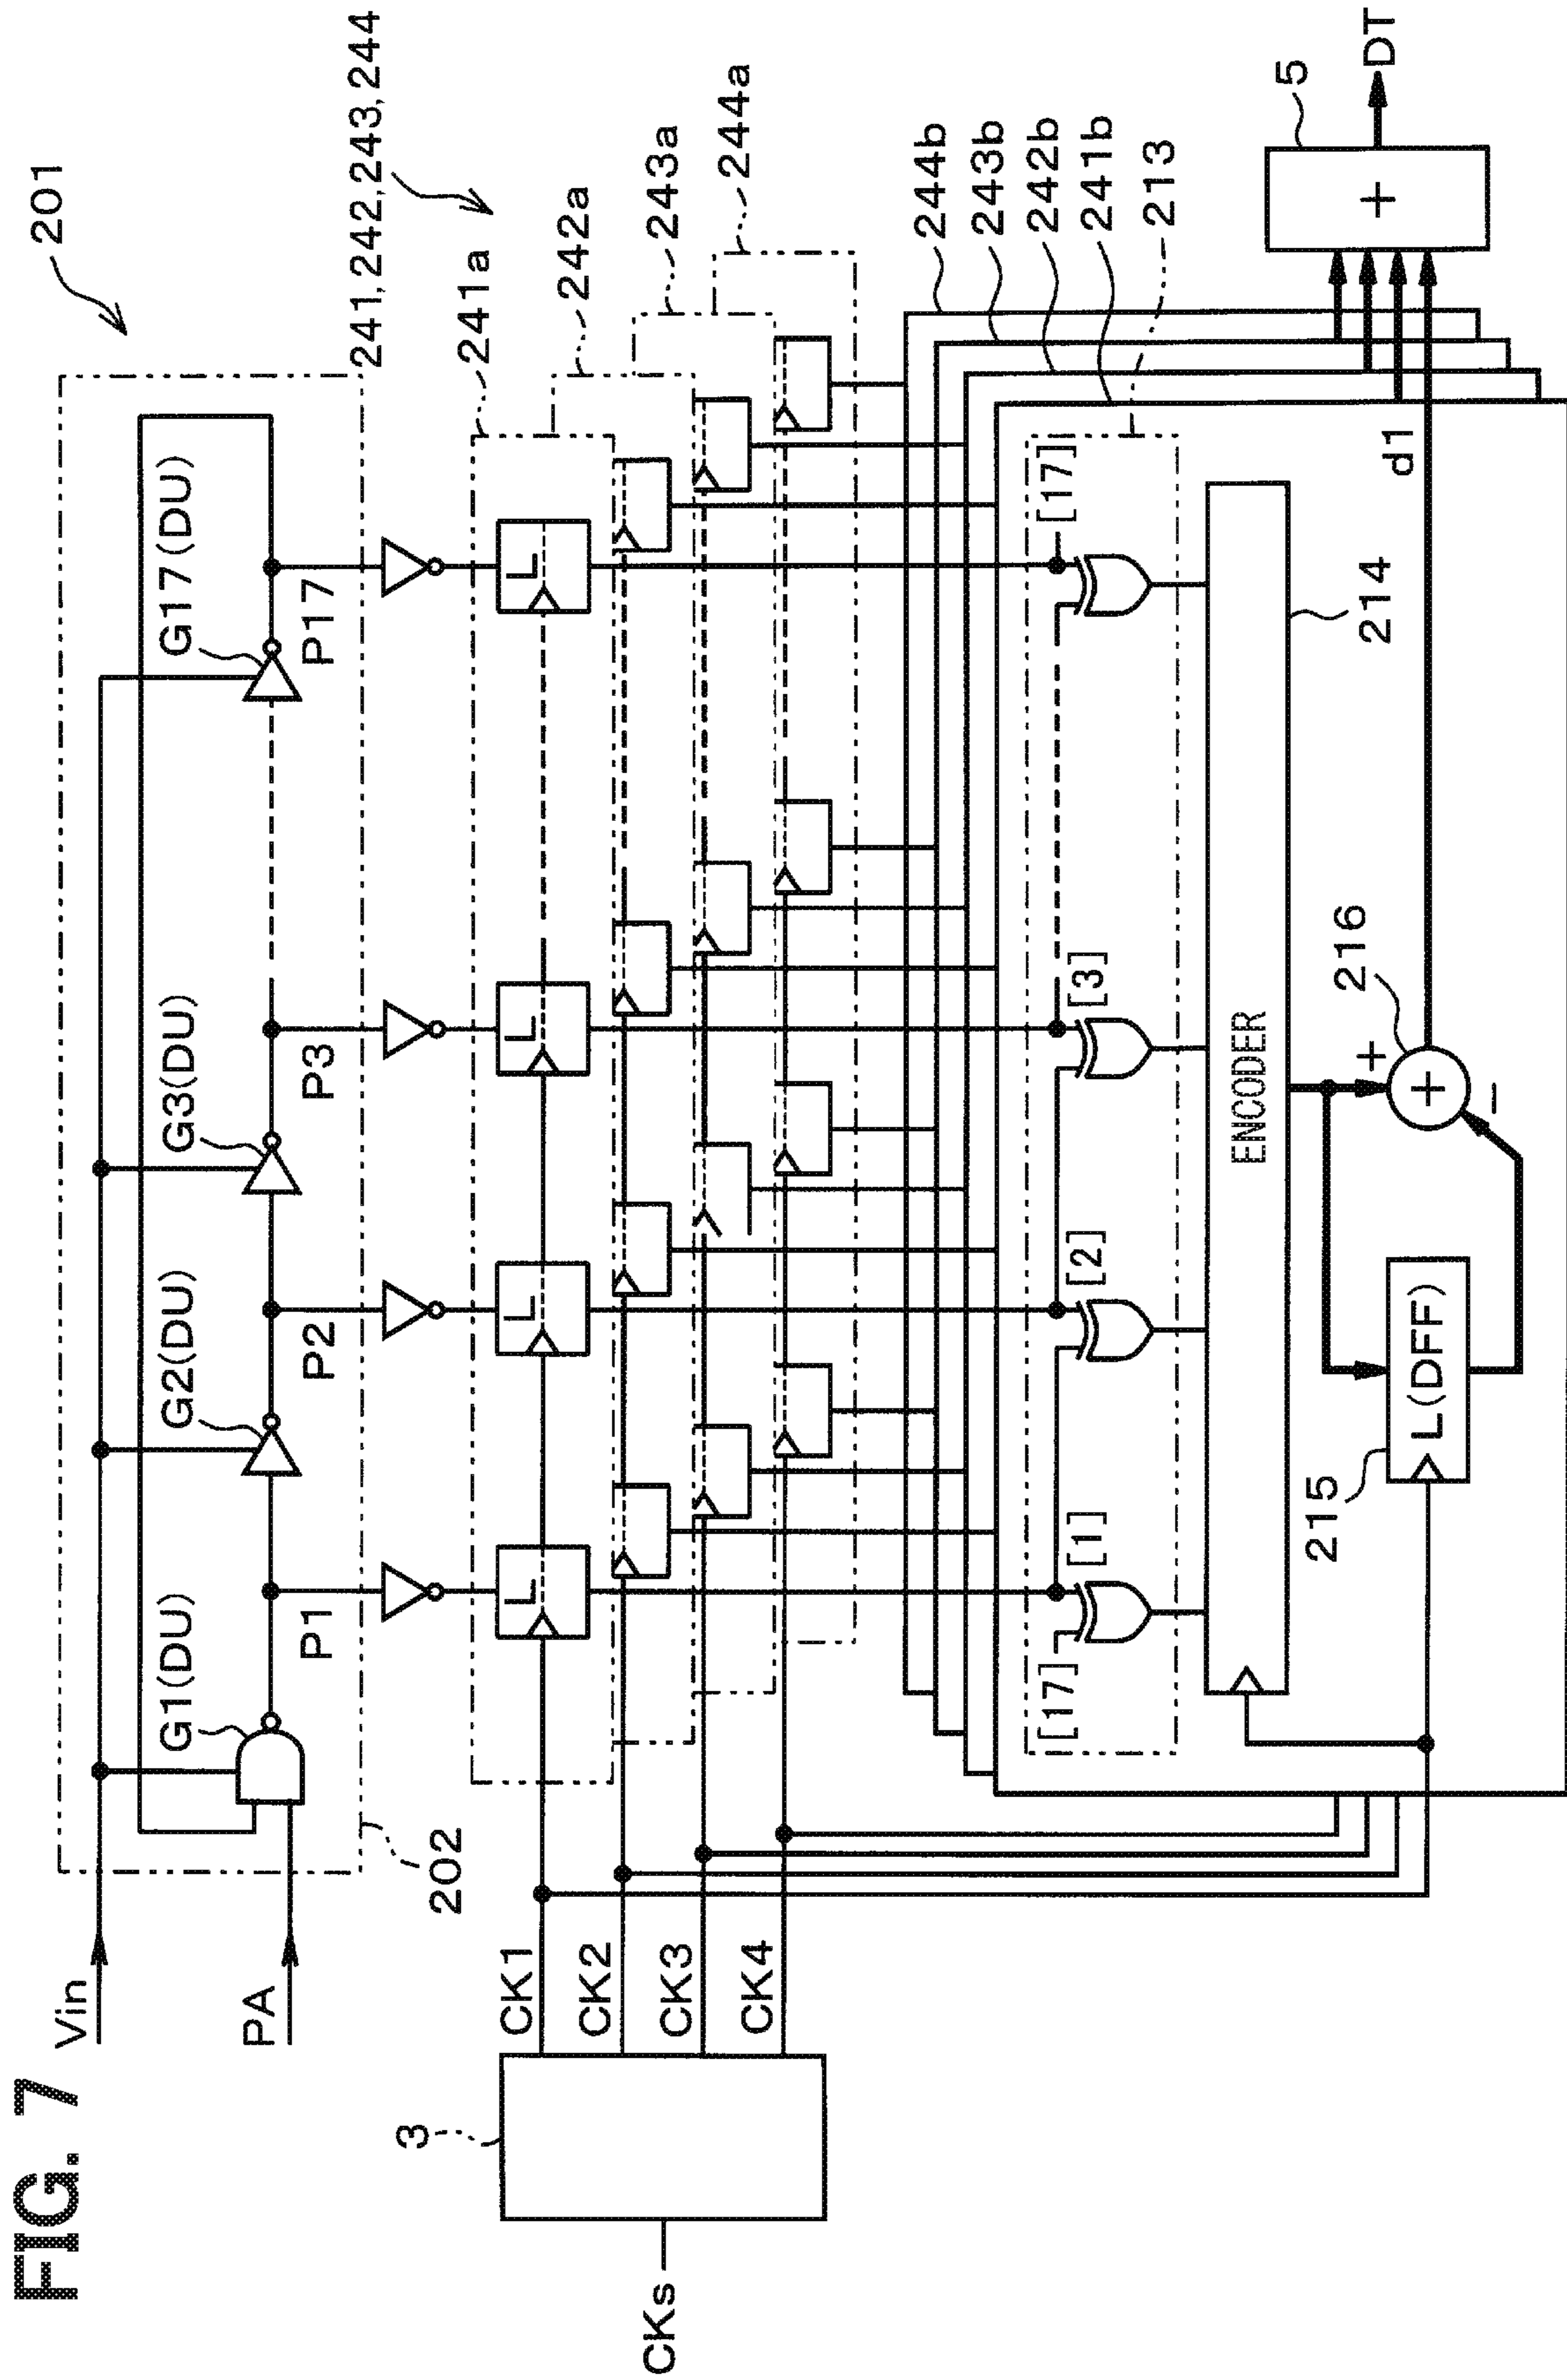 FIG. 7
201
Vin
PA
202
G1(DU)
G2(DU)
G3(DU)
G17(DU)
P1
P2
P3
P17
241,242,243,244
241a
242a
243a
244a
L
L
L
L
3
CKs
CK1
CK2
CK3
CK4
244b
243b
242b
241b
213
[17]
[1]
[2]
[3]
[17]
ENCODER
214
215
L(DFF)
216
+
+
−
d1
5
+
DT